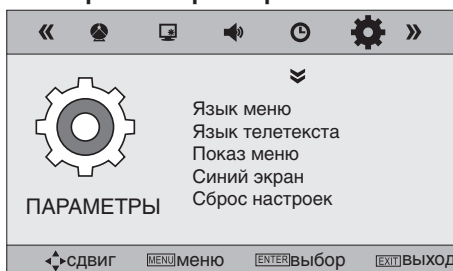 Язык меню
Язык телетекста
Показ меню
Синий экран
Сброс настроек
ПАРАМЕТРЫ
сдвиг MENU меню ENTER выбор EXIT выход